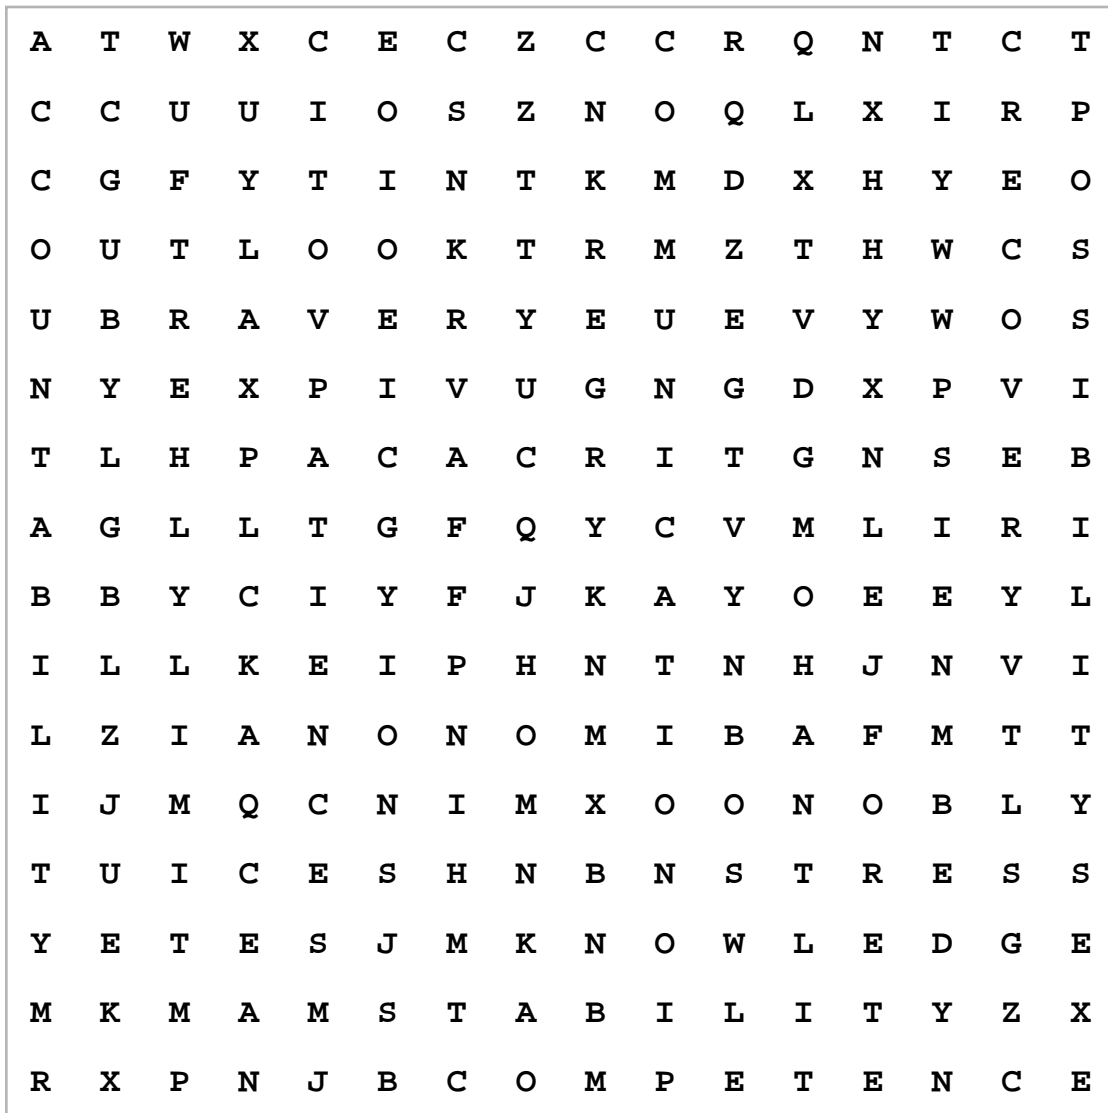 A T W X C E C Z C C R Q N T C T
C C U U I O S Z N O Q L X I R P
C G F Y T I N T K M D X H Y E O
O U T L O O K T R M Z T H W C S
U B R A V E R Y E U E V Y W O S
N Y E X P I V U G N G D X P V I
T L H P A C A C R I T G N S E B
A G L L T G F Q Y C V M L I R I
B B Y C I Y F J K A Y O E E Y L
I L L K E I P H N T N H J N V I
L Z I A N O N O M I B A F M T T
I J M Q C N I M X O O N O B L Y
T U I C E S H N B N S T R E S S
Y E T E S J M K N O W L E D G E
M K M A M S T A B I L I T Y Z X
R X P N J B C O M P E T E N C E